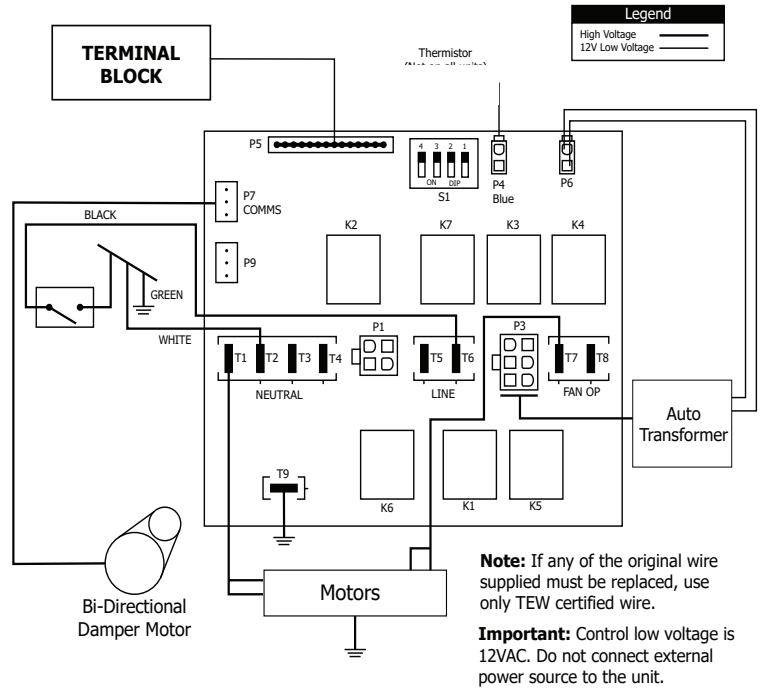 Legend
High Voltage
12V Low Voltage
TERMINAL
BLOCK
Thermistor
(Not on all units)
P5
4 3 2 1
ON DIP
S1
P4
Blue
P6
P7
COMMS
BLACK
K2
K7
K3
K4
P9
GREEN
WHITE
P1
P3
T1
T2
T3
T4
T5
T6
T7
T8
NEUTRAL
LINE
FAN OP
Auto
Transformer
T9
K6
K1
K5
Motors
Bi-Directional
Damper Motor
Note: If any of the original wire
supplied must be replaced, use
only TEW certified wire.
Important: Control low voltage is
12VAC. Do not connect external
power source to the unit.